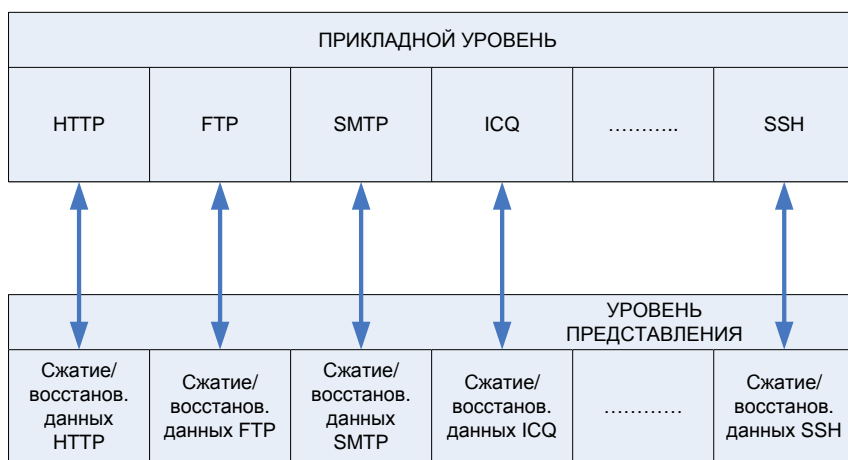 ПРИКЛАДНОЙ УРОВЕНЬ
HTTP
FTP
SMTP
ICQ
………..
SSH
УРОВЕНЬ
ПРЕДСТАВЛЕНИЯ
Сжатие/
восстанов.
данных
HTTP
Сжатие/
восстанов.
данных FTP
Сжатие/
восстанов.
данных
SMTP
Сжатие/
восстанов.
данных ICQ
…………
Сжатие/
восстанов.
данных SSH